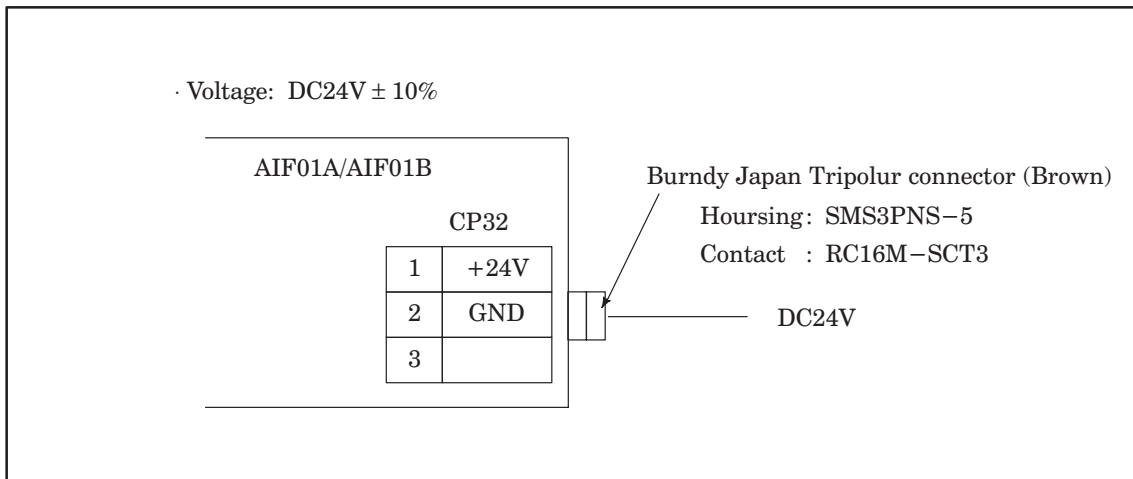 · Voltage: DC24V ± 10%
AIF01A/AIF01B
Burndy Japan Tripolur connector (Brown)
Hoursing: SMS3PNS−5
Contact : RC16M−SCT3
CP32
1 +24V
2 GND
3
DC24V